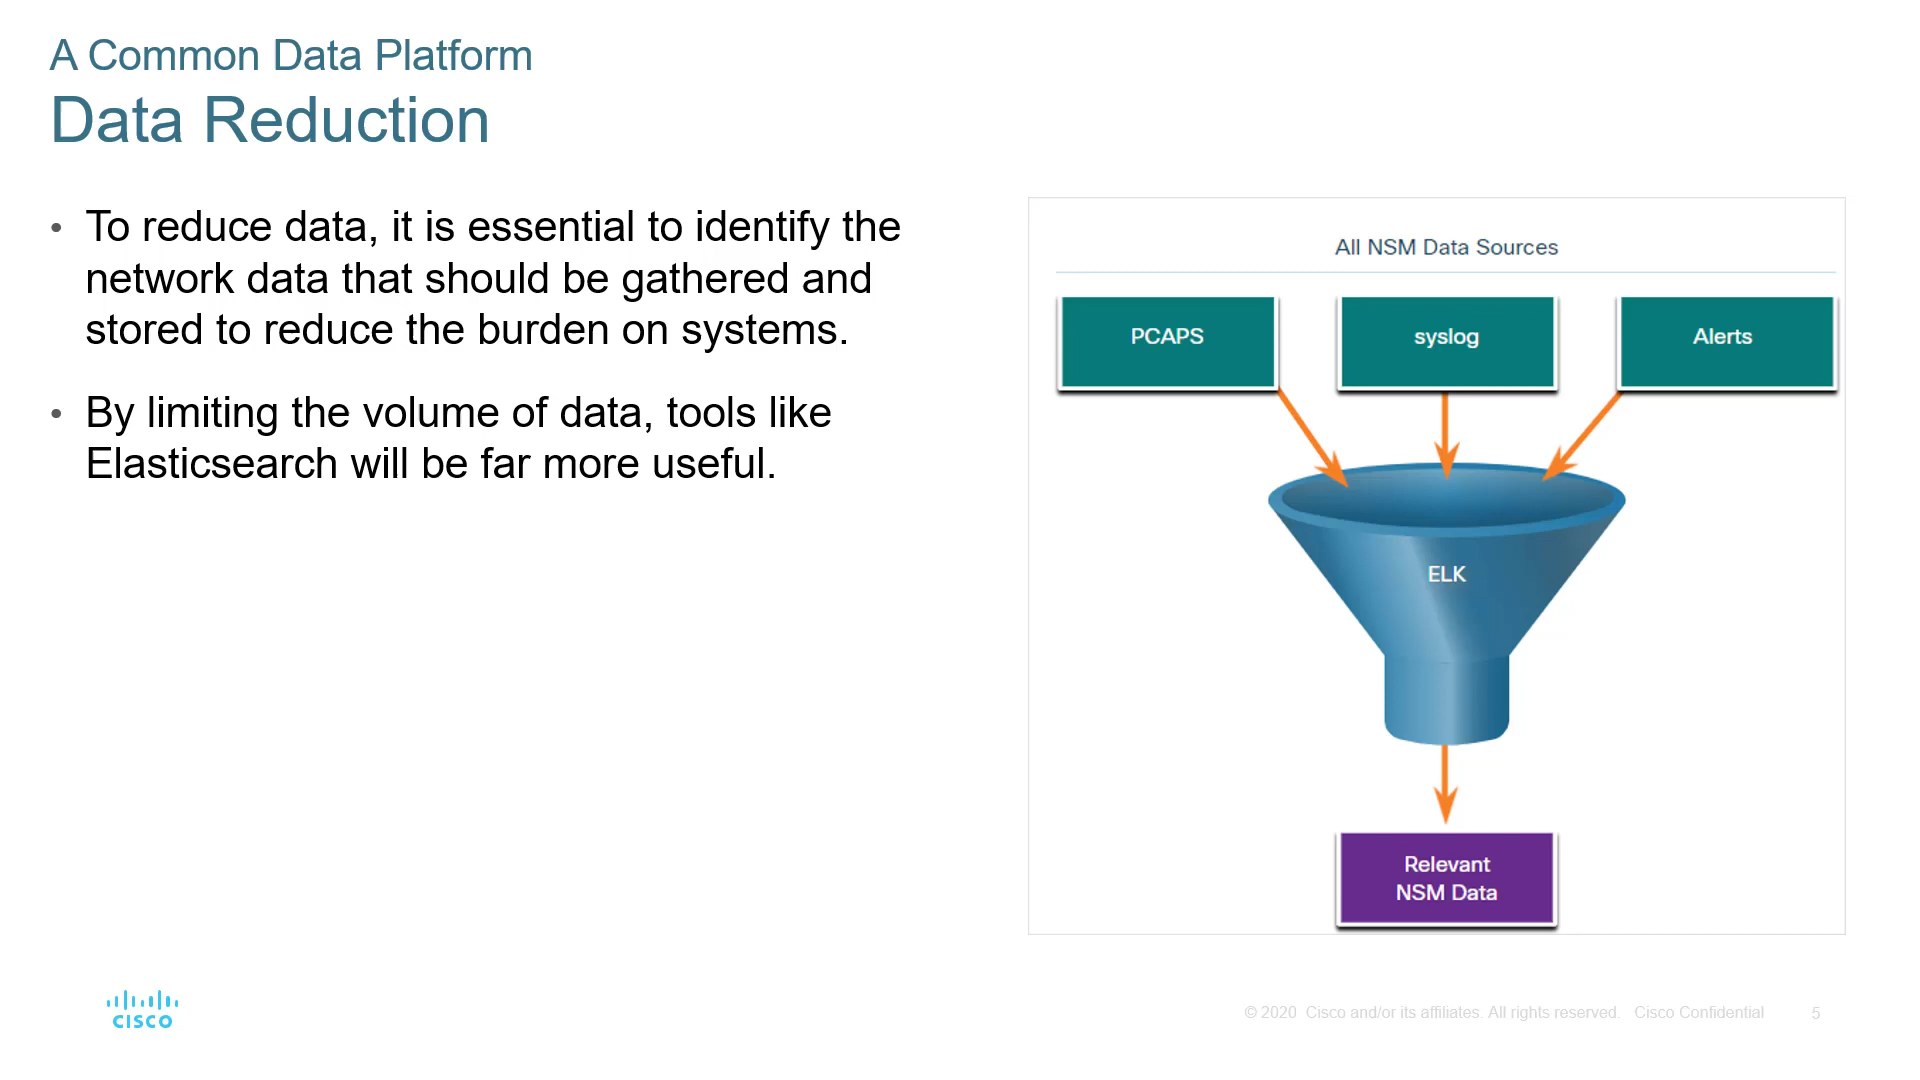 A Common Data Platform
Data Reduction
• To reduce data, it is essential to identify the
network data that should be gathered and
stored to reduce the burden on systems.
• By limiting the volume of data, tools like
Elasticsearch will be far more useful.
All NSM Data Sources
PCAPS
syslog
Alerts
ELK
Relevant
NSM Data
CISCO
© 2020 Cisco and/or its affiliates. All rights reserved. Cisco Confidential
5